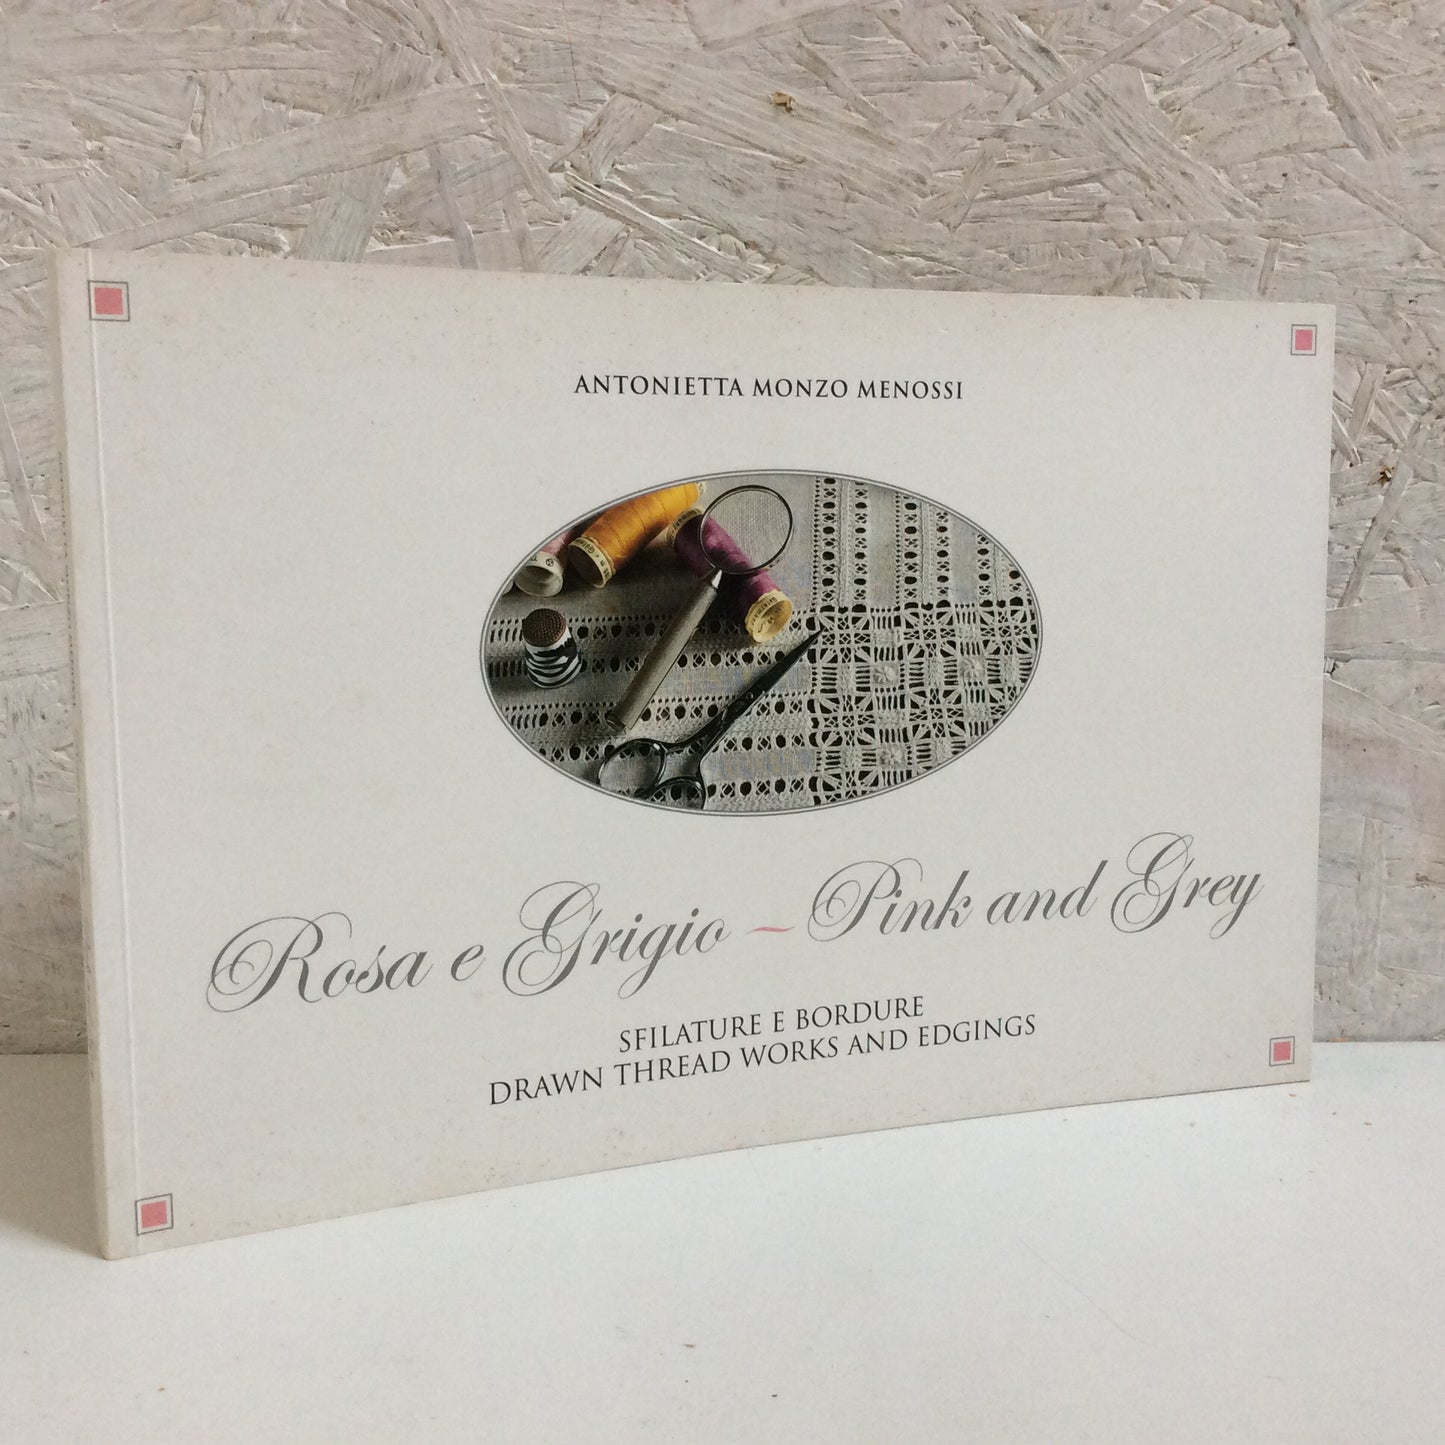 ANTONIETTA MONZO MENOSSI
Rosa e Grigio ~ Pink and Grey
SFILATURE E BORDURE
DRAWN THREAD WORKS AND EDGINGS